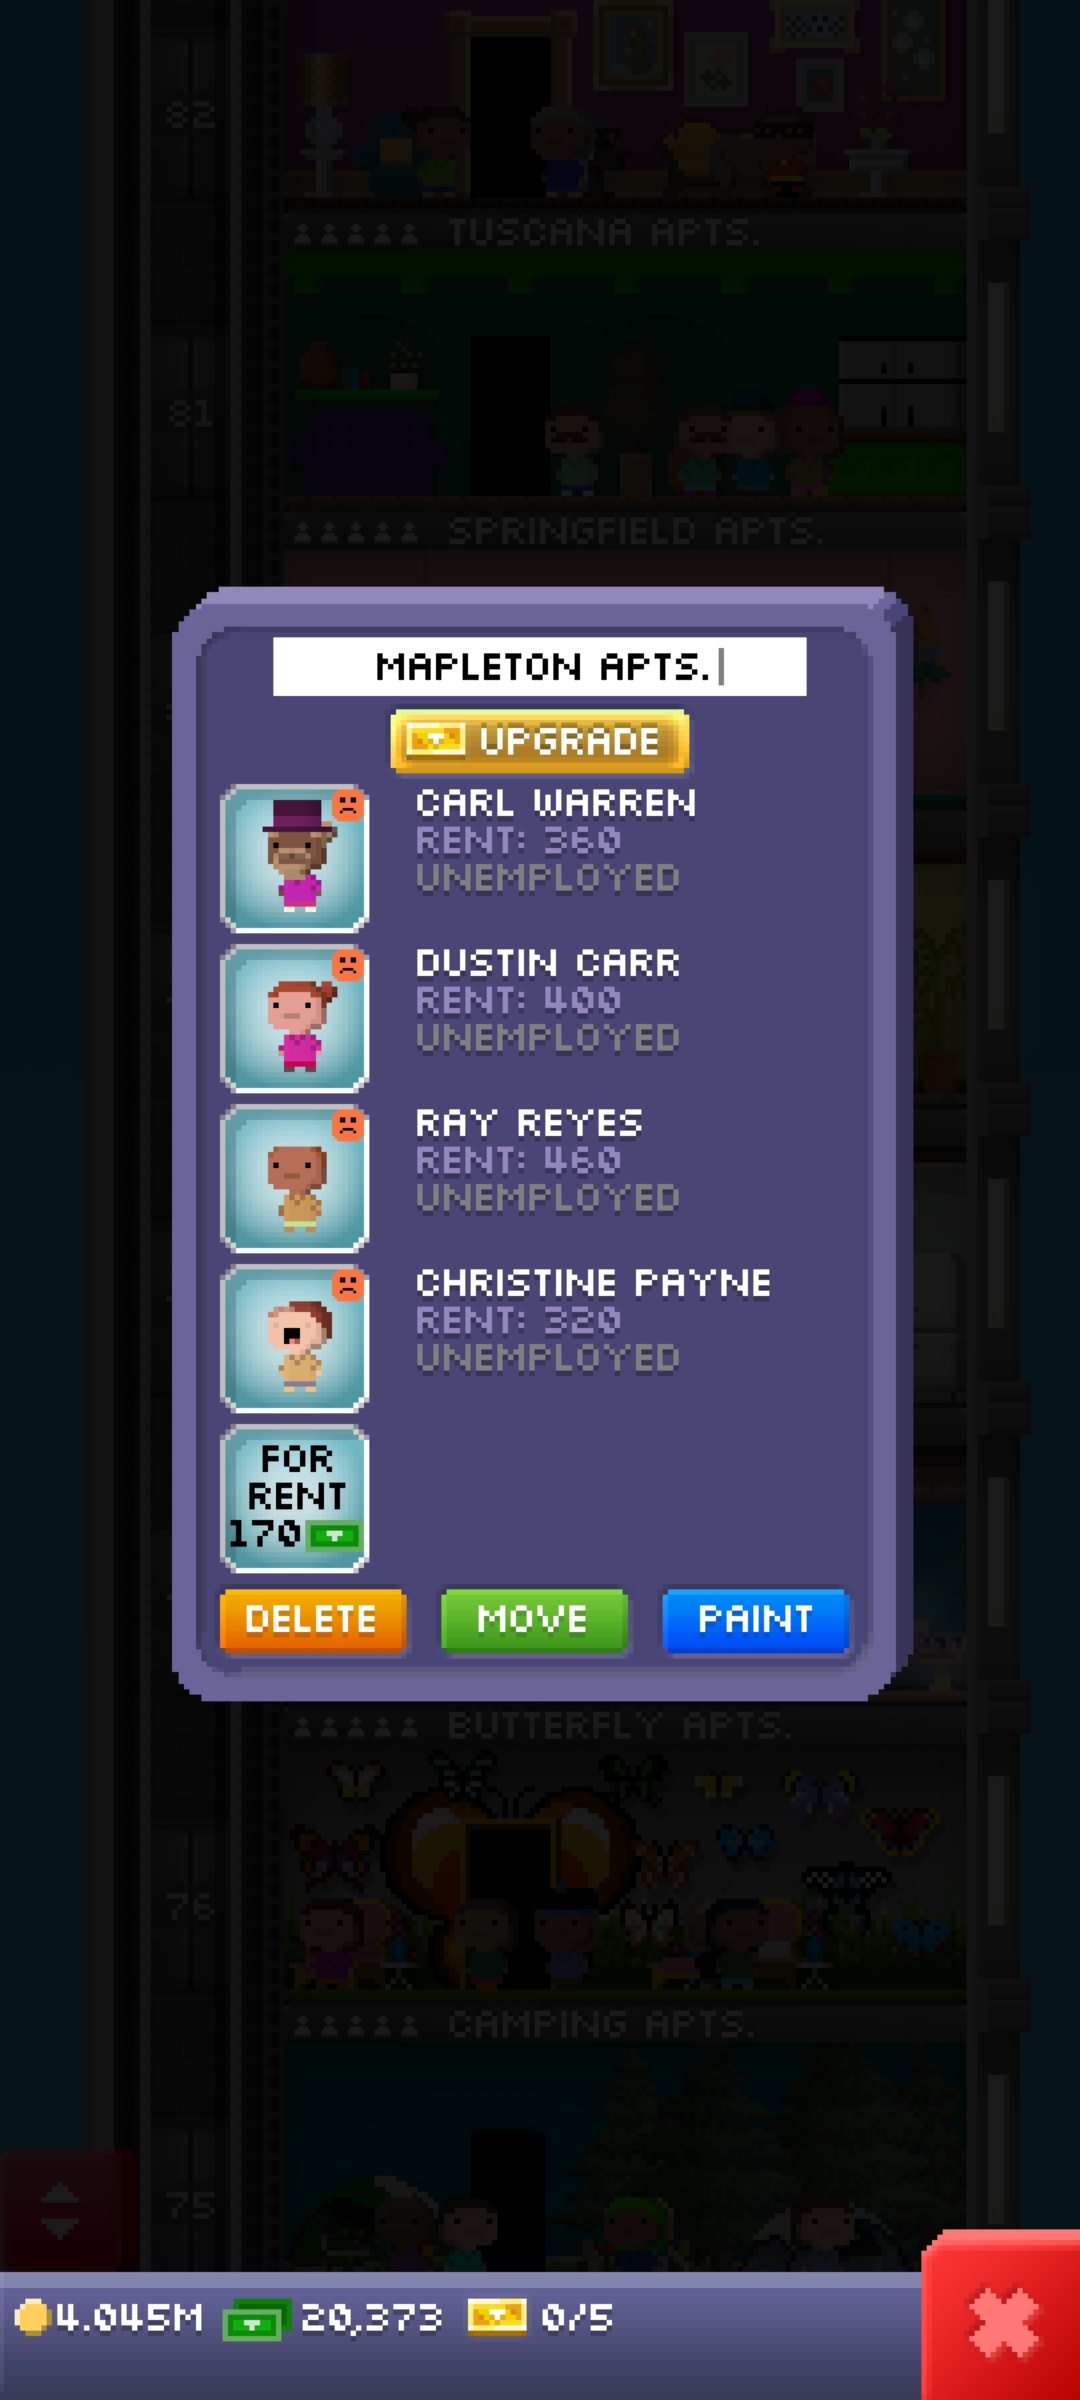 82
TUSCANA APTS.
81
SPRINGFIELD APTS.
MAPLETON APTS.
UPGRADE
CARL WARREN
RENT: 360
UNEMPLOYED
DUSTIN CARR
RENT: 400
UNEMPLOYED
RAY REYES
RENT: 460
UNEMPLOYED
CHRISTINE PAYNE
RENT: 320
UNEMPLOYED
FOR
RENT
170
DELETE MOVE PAINT
BUTTERFLY APTS.
76
CAMPING APTS.
75
4.045M 20,373 0/5